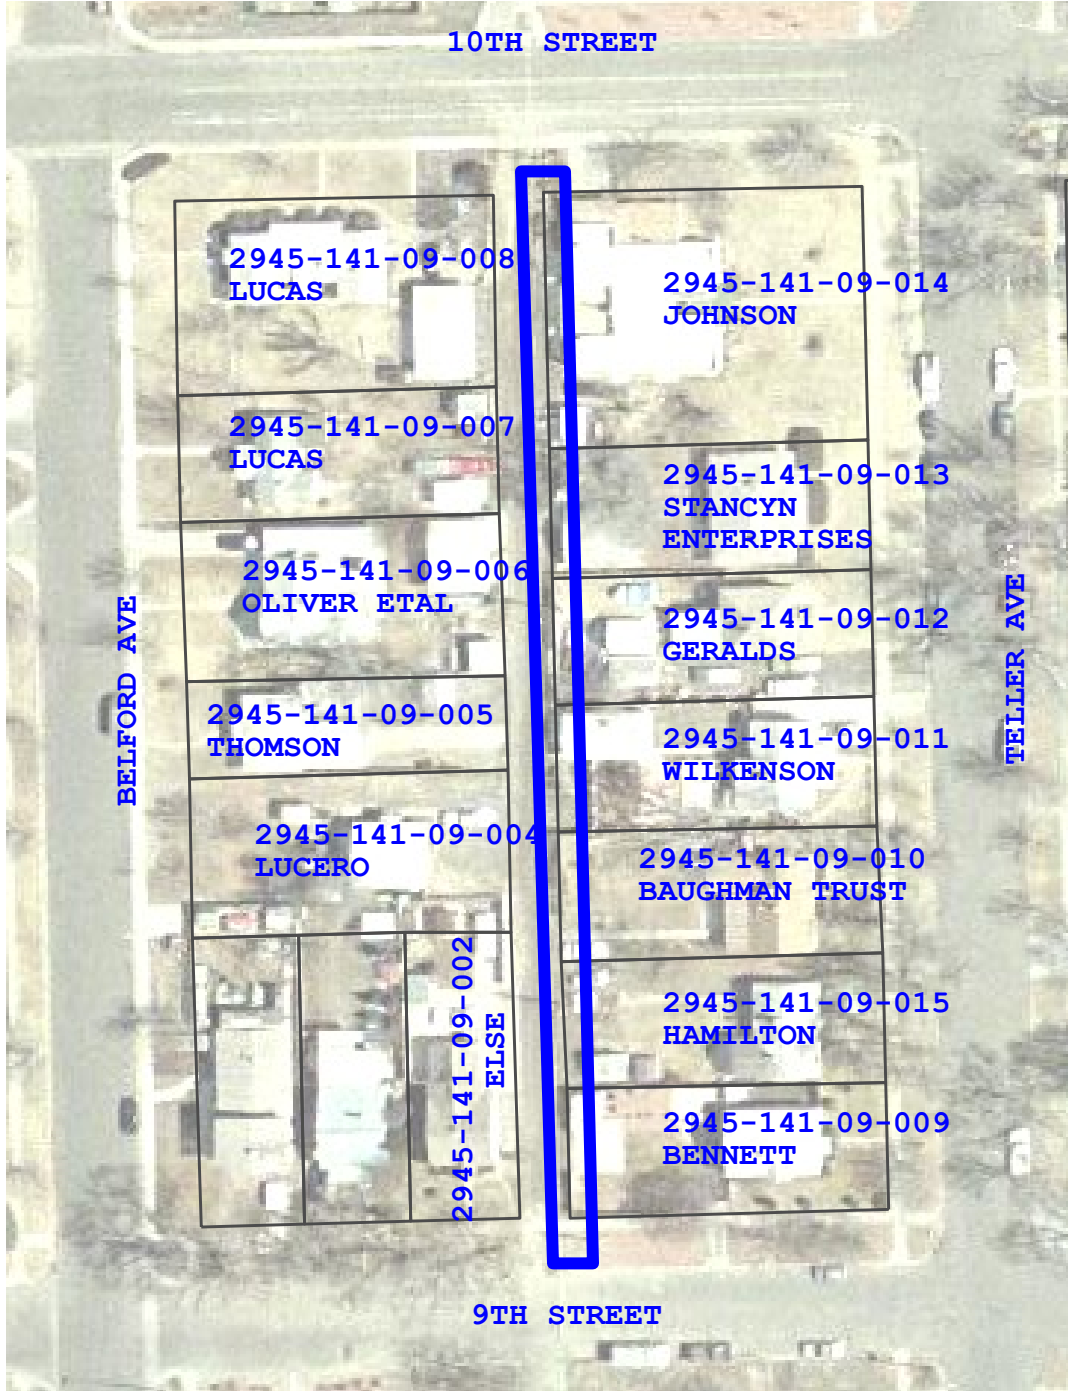 10TH STREET
2945-141-09-008
LUCAS
2945-141-09-014
JOHNSON
2945-141-09-007
LUCAS
2945-141-09-013
STANCYN
ENTERPRISES
2945-141-09-006
OLIVER ETAL
2945-141-09-012
GERALDS
BELFORD AVE
TELLER AVE
2945-141-09-005
THOMSON
2945-141-09-011
WILKENSON
2945-141-09-004
LUCERO
2945-141-09-010
BAUGHMAN TRUST
2945-141-09-002
ELSE
2945-141-09-015
HAMILTON
2945-141-09-009
BENNETT
9TH STREET